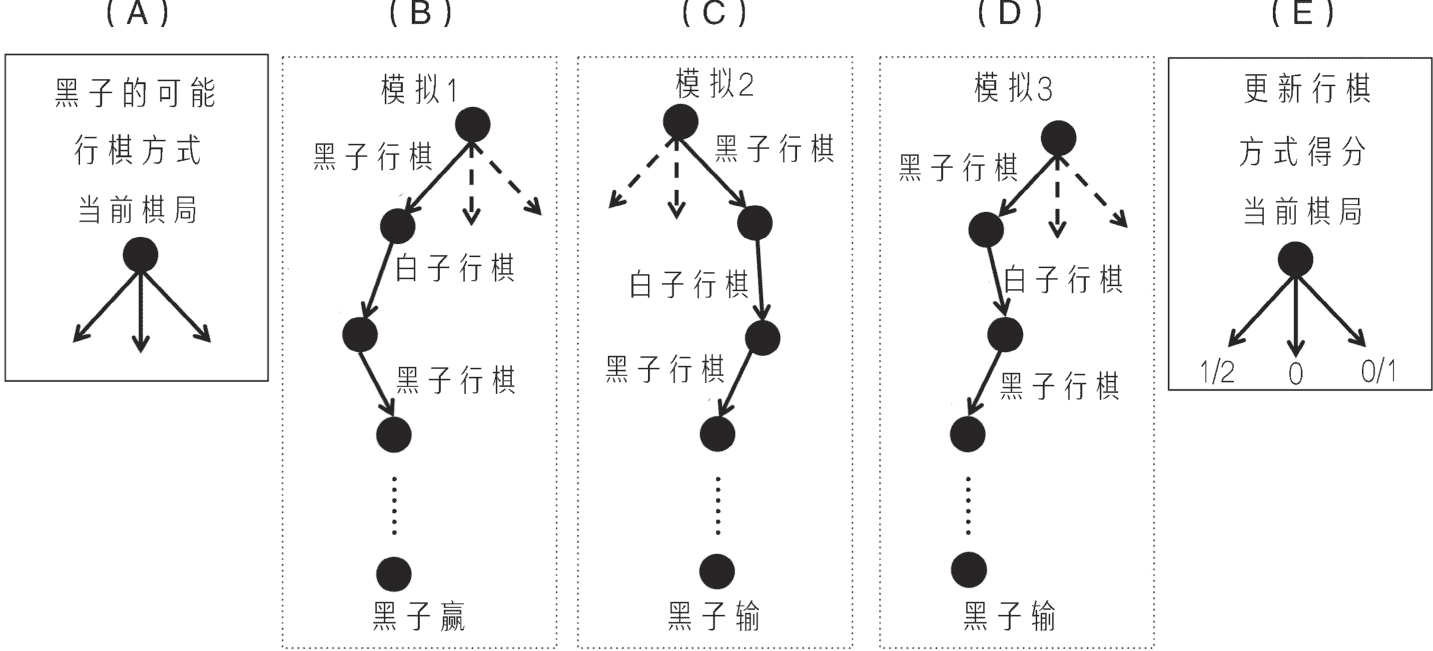 (A)
黑子的可能
行棋方式
当前棋局
(B)
模拟1
黑子行棋
白子行棋
黑子行棋
黑子赢
(C)
模拟2
黑子行棋
白子行棋
黑子行棋
黑子输
(D)
模拟3
黑子行棋
白子行棋
黑子行棋
黑子输
(E)
更新行棋
方式得分
当前棋局
1/2 0 0/1